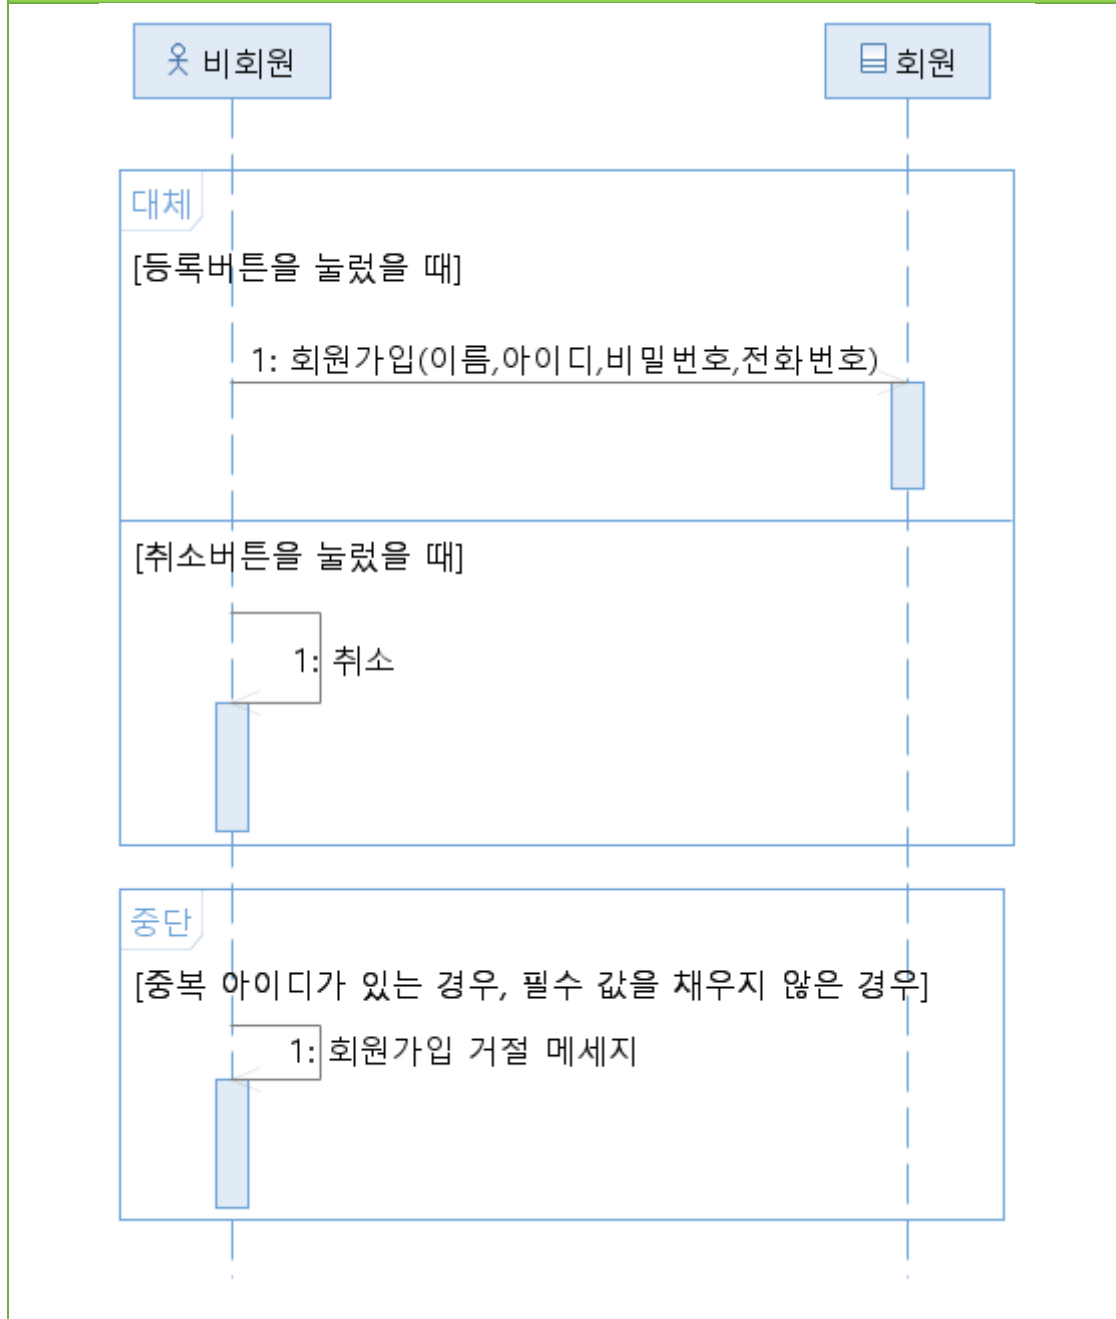 비회원
회원
대체
[등록버튼을 눌렀을 때]
1: 회원가입(이름,아이디,비밀번호,전화번호)
[취소버튼을 눌렀을 때]
1: 취소
중단
[중복 아이디가 있는 경우, 필수 값을 채우지 않은 경우]
1: 회원가입 거절 메세지